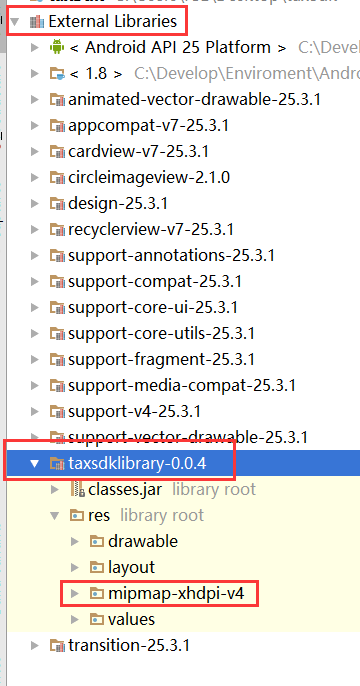 External Libraries
< Android API 25 Platform > C:\Develop
< 1.8 > C:\Develop\Enviroment\Andro
animated-vector-drawable-25.3.1
appcompat-v7-25.3.1
cardview-v7-25.3.1
circleimageview-2.1.0
design-25.3.1
recyclerview-v7-25.3.1
support-annotations-25.3.1
support-compat-25.3.1
support-core-ui-25.3.1
support-core-utils-25.3.1
support-fragment-25.3.1
support-media-compat-25.3.1
support-v4-25.3.1
support-vector-drawable-25.3.1
taxsdklibrary-0.0.4
classes.jar library root
res library root
drawable
layout
mipmap-xhdpi-v4
values
transition-25.3.1